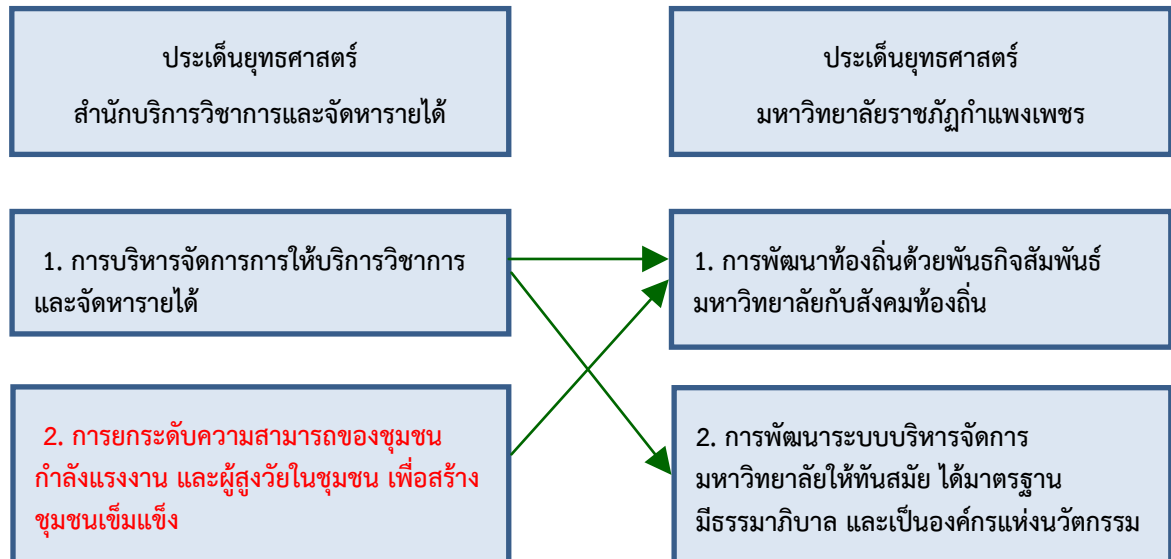 ประเด็นยุทธศาสตร์
สำนักบริการวิชาการและจัดหารายได้
ประเด็นยุทธศาสตร์
มหาวิทยาลัยราชภัฏกำแพงเพชร
1. การบริหารจัดการการให้บริการวิชาการ
และจัดหารายได้
1. การพัฒนาท้องถิ่นด้วยพันธกิจสัมพันธ์
มหาวิทยาลัยกับสังคมท้องถิ่น
2. การยกระดับความสามารถของชุมชน
กำลังแรงงาน และผู้สูงวัยในชุมชน เพื่อสร้าง
ชุมชนเข็มแข็ง
2. การพัฒนาระบบบริหารจัดการ
มหาวิทยาลัยให้ทันสมัย ได้มาตรฐาน
มีธรรมาภิบาล และเป็นองค์กรแห่งนวัตกรรม